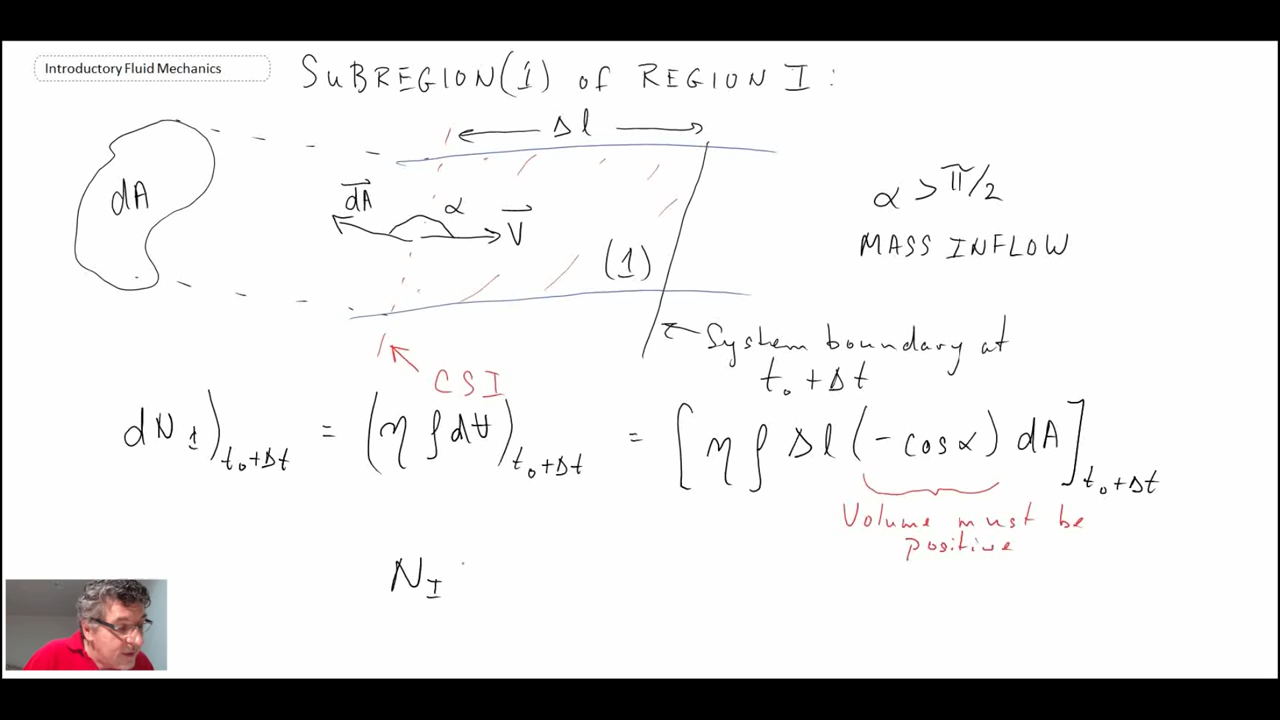 Introductory Fluid Mechanics
SUBREGION (1) of REGION I :
Δl
dA
d⃗A
α
V⃗
(1)
α > π/2
MASS INFLOW
System boundary at
t₀ + Δt
CSI
dN₁)t₀+Δt = (η ρ dV̶)t₀+Δt = [η ρ Δl (-cos α) dA]t₀+Δt
Volume must be
positive
N_I